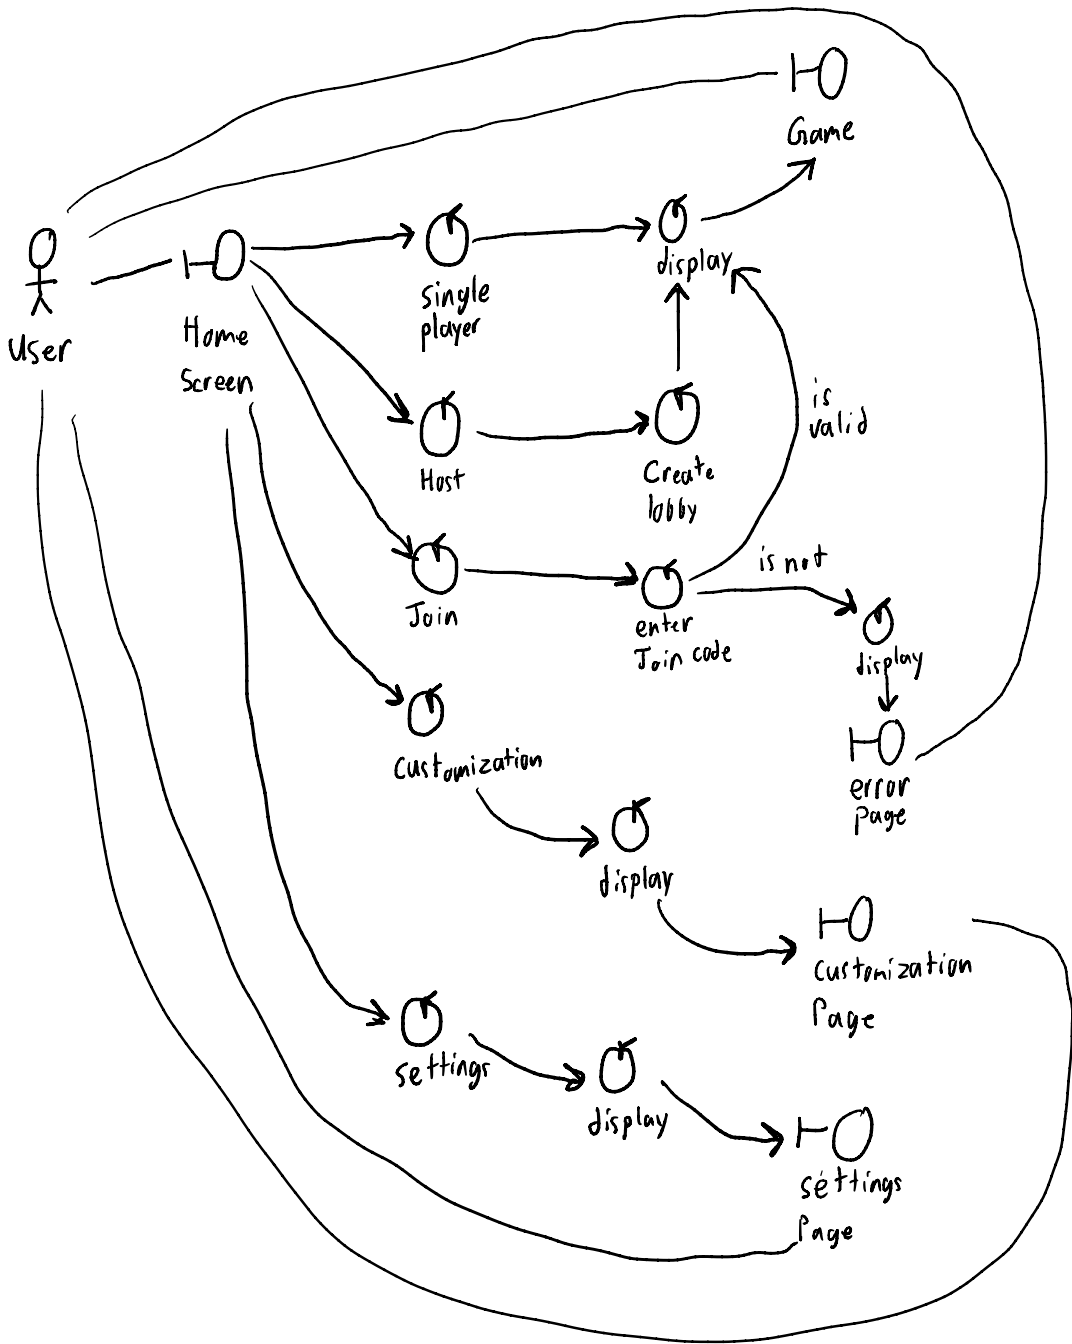 Game
display
single
player
User
Home
Screen
is
valid
Host
Create
lobby
is not
Join
enter
Join code
display
customization
error
page
display
customization
Page
settings
display
settings
Page